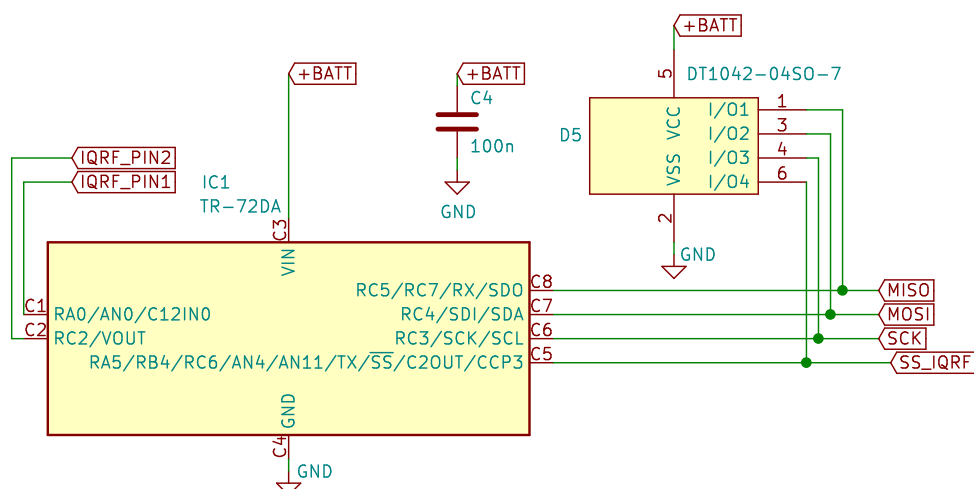 +BATT
5
DT1042-04SO-7
+BATT
+BATT
C4
100n
GND
D5
VCC
VSS
I/O1
1
I/O2
3
I/O3
4
I/O4
6
2
GND
IQRF_PIN2
IQRF_PIN1
IC1
TR-72DA
C3
VIN
RC5/RC7/RX/SDO
C8
MISO
C1
RA0/AN0/C12IN0
RC4/SDI/SDA
C7
MOSI
C2
RC2/VOUT
RC3/SCK/SCL
C6
SCK
RA5/RB4/RC6/AN4/AN11/TX/SS/C2OUT/CCP3
C5
SS_IQRF
GND
C4
GND